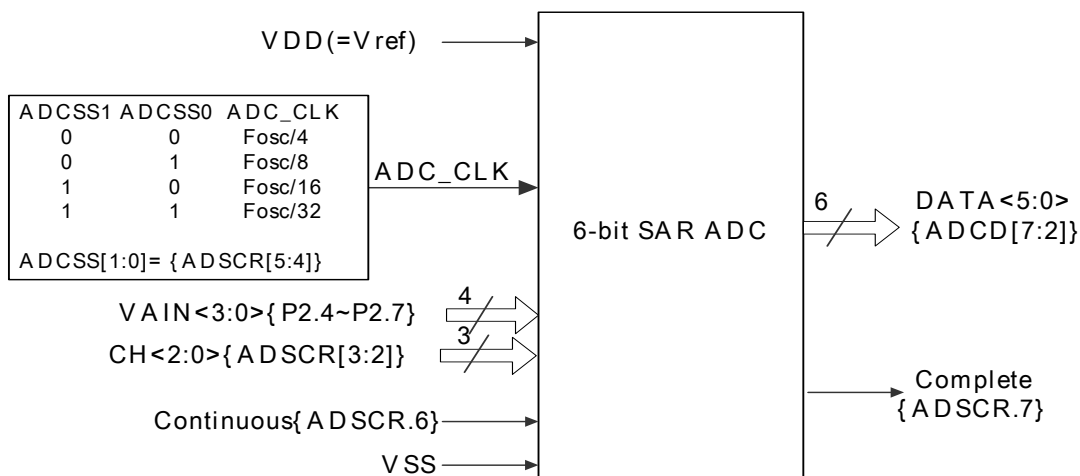 VDD(=Vref)
ADCSS1 ADCSS0 ADC_CLK
0 0 Fosc/4
0 1 Fosc/8
1 0 Fosc/16
1 1 Fosc/32
ADCSS[1:0]= {ADSCR[5:4]}
ADC_CLK
6-bit SAR ADC
6
DATA<5:0>
{ADCD[7:2]}
VAIN<3:0>{P2.4~P2.7}
4
CH<2:0>{ADSCR[3:2]}
3
Continuous{ADSCR.6}
VSS
Complete
{ADSCR.7}